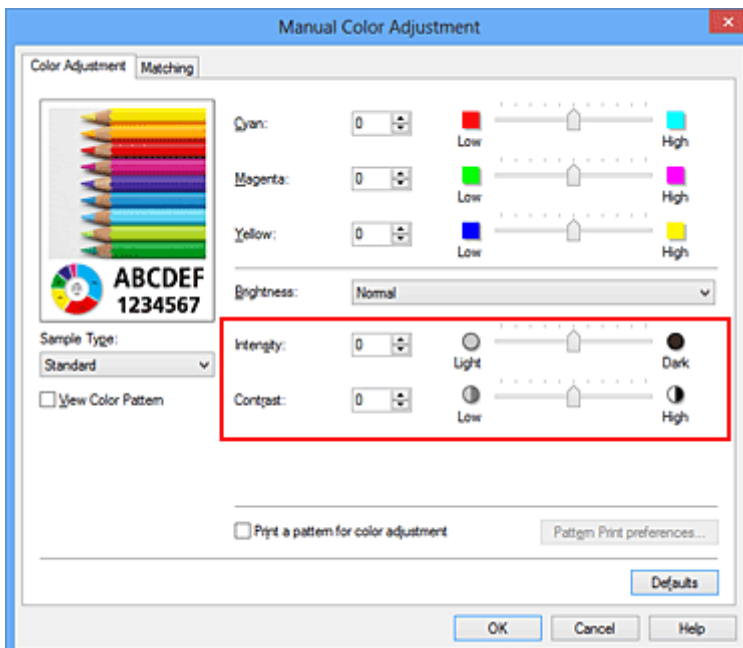 Manual Color Adjustment
Color Adjustment
Matching
ABCDEF
1234567
Sample Type:
Standard
View Color Pattern
Cyan: 0
Low High
Magenta: 0
Low High
Yellow: 0
Low High
Brightness: Normal
Intensity: 0
Light Dark
Contrast: 0
Low High
Print a pattern for color adjustment
Pattern Print preferences...
Defaults
OK Cancel Help